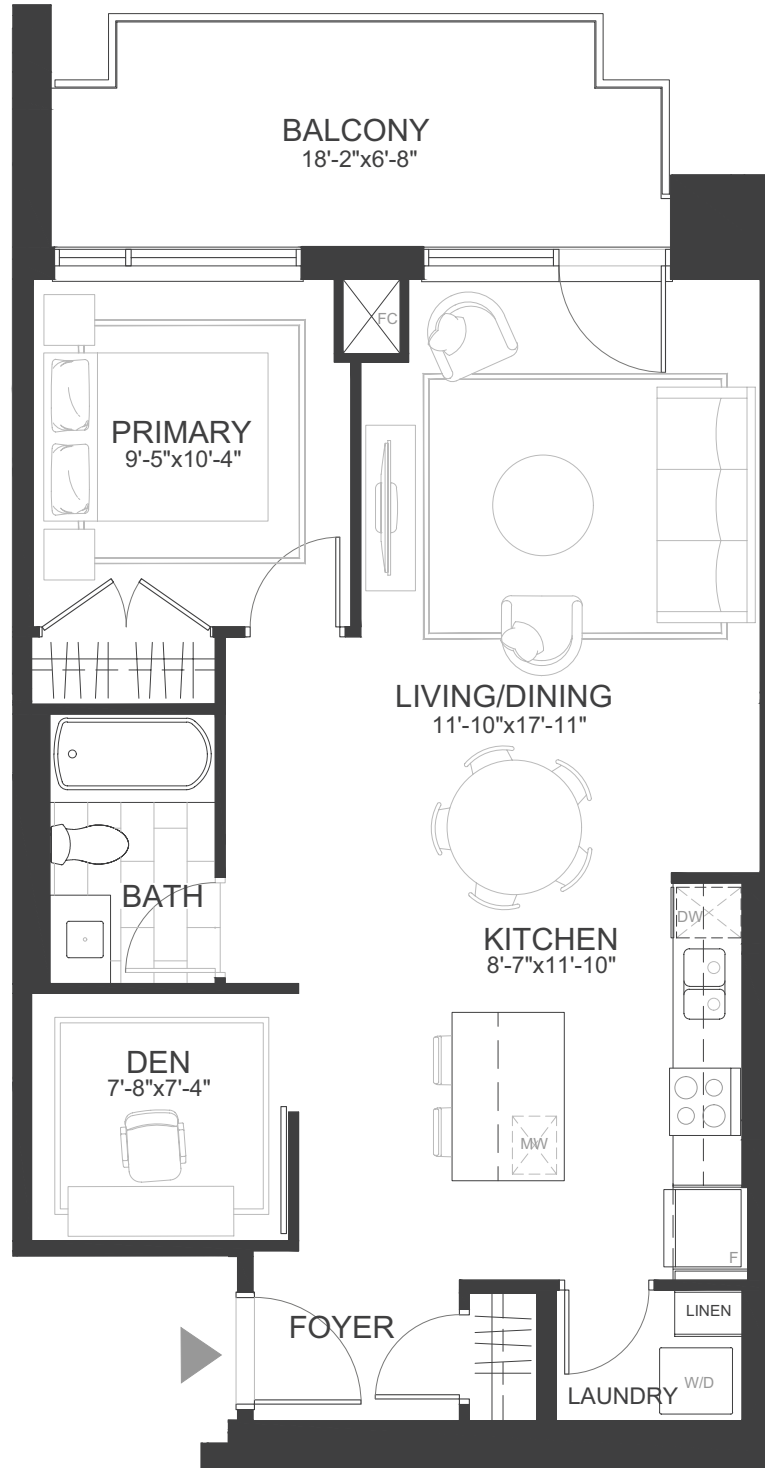 BALCONY
18'-2"x6'-8"
FC
PRIMARY
9'-5"x10'-4"
LIVING/DINING
11'-10"x17'-11"
BATH
DW
KITCHEN
8'-7"x11'-10"
DEN
7'-8"x7'-4"
MW
F
FOYER
LINEN
W/D
LAUNDRY